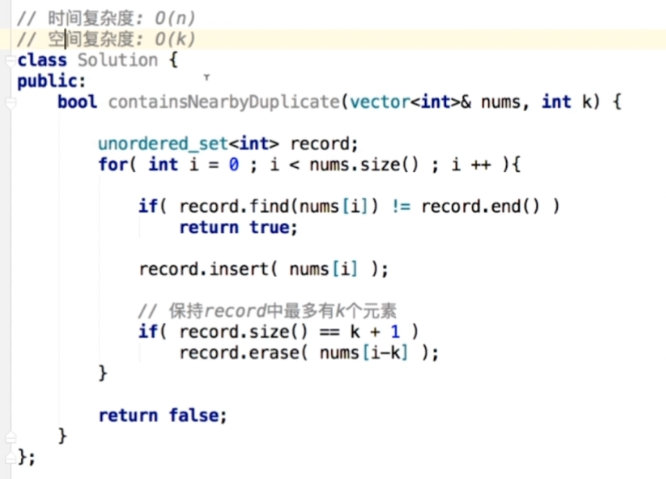 // 时间复杂度: O(n)
// 空间复杂度: O(k)
class Solution {
public:
    bool containsNearbyDuplicate(vector<int>& nums, int k) {

        unordered_set<int> record;
        for( int i = 0 ; i < nums.size() ; i ++ ){

            if( record.find(nums[i]) != record.end() )
                return true;

            record.insert( nums[i] );

            // 保持record中最多有k个元素
            if( record.size() == k + 1 )
                record.erase( nums[i-k] );
        }

        return false;
    }
};